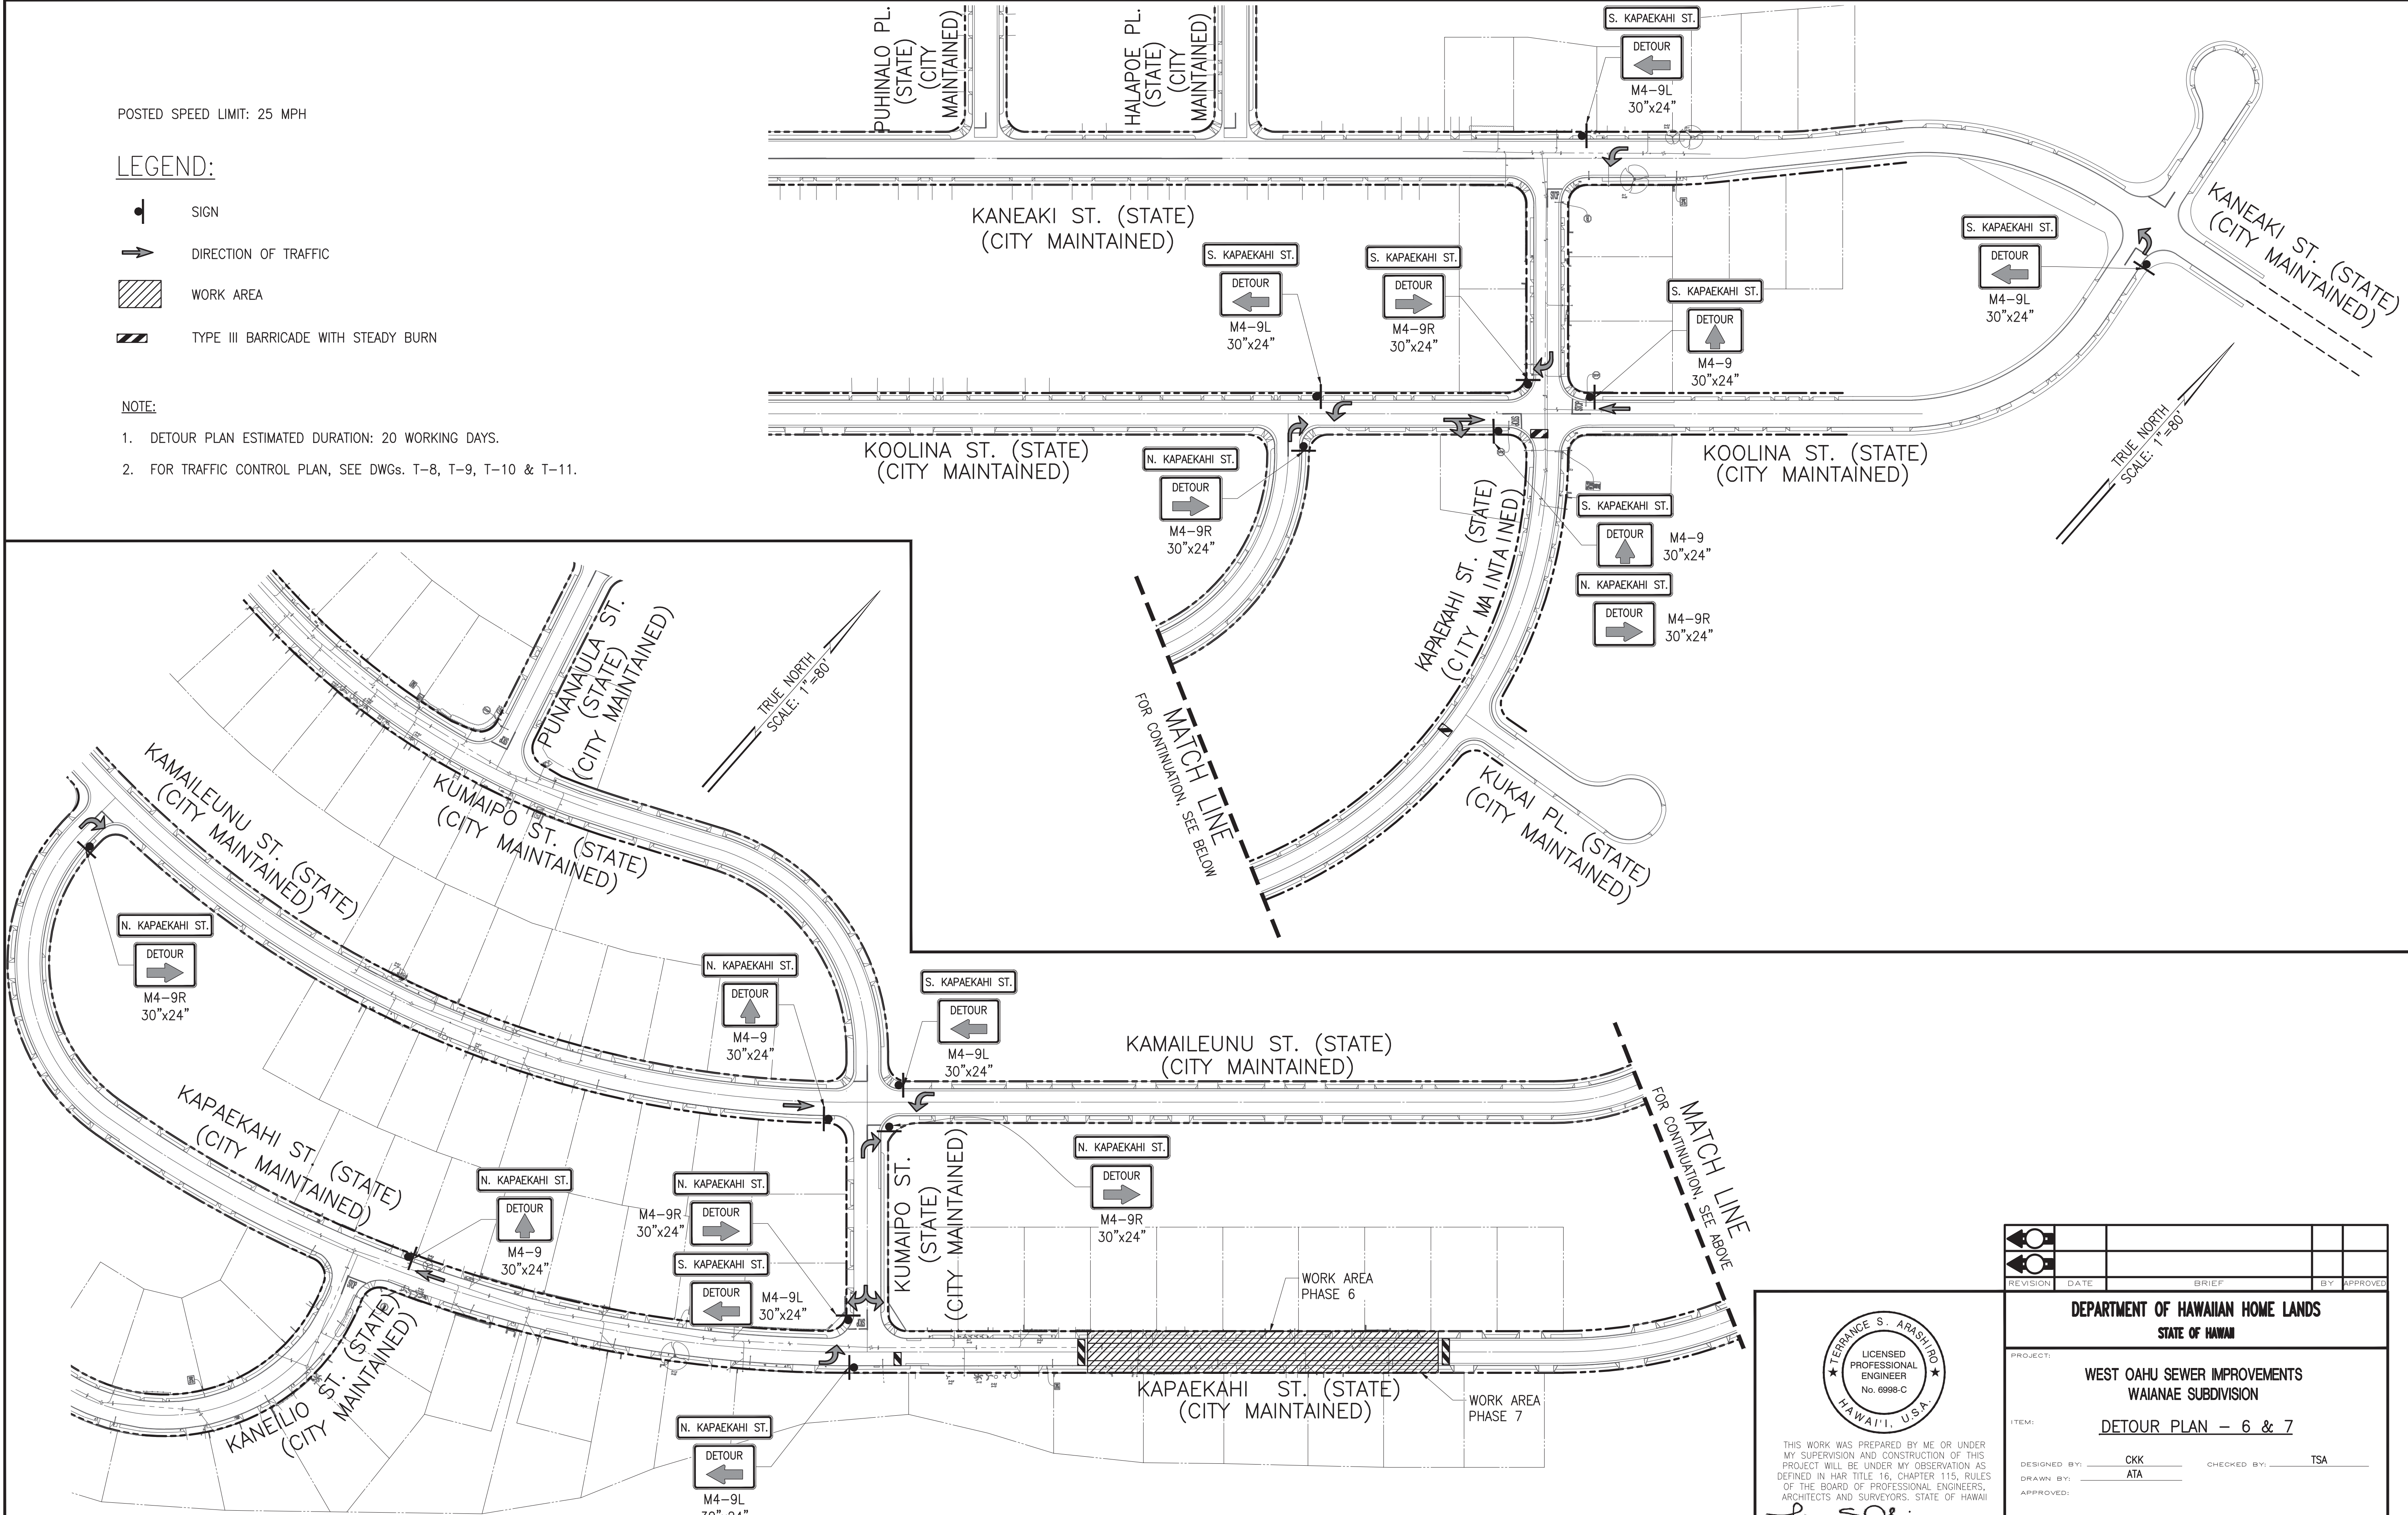 POSTED SPEED LIMIT: 25 MPH
LEGEND:
SIGN
DIRECTION OF TRAFFIC
WORK AREA
TYPE III BARRICADE WITH STEADY BURN
NOTE:
1. DETOUR PLAN ESTIMATED DURATION: 20 WORKING DAYS.
2. FOR TRAFFIC CONTROL PLAN, SEE DWGs. T-8, T-9, T-10 & T-11.
PUHINALO PL.
(STATE)
(CITY
MAINTAINED)
HALAPOE PL.
(STATE)
(CITY
MAINTAINED)
S. KAPAEKAHI ST.
DETOUR
M4-9L
30"x24"
KANEAKI ST. (STATE)
(CITY MAINTAINED)
S. KAPAEKAHI ST.
DETOUR
M4-9L
30"x24"
S. KAPAEKAHI ST.
DETOUR
M4-9R
30"x24"
S. KAPAEKAHI ST.
DETOUR
M4-9
30"x24"
S. KAPAEKAHI ST.
DETOUR
M4-9L
30"x24"
KANEAKI ST. (STATE)
(CITY MAINTAINED)
KOOLINA ST. (STATE)
(CITY MAINTAINED)
N. KAPAEKAHI ST.
DETOUR
M4-9R
30"x24"
KOOLINA ST. (STATE)
(CITY MAINTAINED)
TRUE NORTH
SCALE: 1"=80'
S. KAPAEKAHI ST.
DETOUR
M4-9
30"x24"
N. KAPAEKAHI ST.
DETOUR
M4-9R
30"x24"
KAPAEKAHI ST. (STATE)
(CITY MAINTAINED)
MATCH LINE
FOR CONTINUATION, SEE BELOW
KUKAI PL. (STATE)
(CITY MAINTAINED)
PUNANAULA ST.
(STATE)
(CITY MAINTAINED)
TRUE NORTH
SCALE: 1"=80'
KAMAILEUNU ST. (STATE)
(CITY MAINTAINED)
KUMAIPO ST. (STATE)
(CITY MAINTAINED)
N. KAPAEKAHI ST.
DETOUR
M4-9R
30"x24"
N. KAPAEKAHI ST.
DETOUR
M4-9
30"x24"
S. KAPAEKAHI ST.
DETOUR
M4-9L
30"x24"
KAMAILEUNU ST. (STATE)
(CITY MAINTAINED)
KAPAEKAHI ST. (STATE)
(CITY MAINTAINED)
N. KAPAEKAHI ST.
DETOUR
M4-9
30"x24"
N. KAPAEKAHI ST.
M4-9R
30"x24"
DETOUR
S. KAPAEKAHI ST.
DETOUR
M4-9L
30"x24"
KUMAIPO ST.
(STATE)
(CITY MAINTAINED)
N. KAPAEKAHI ST.
DETOUR
M4-9R
30"x24"
MATCH LINE
FOR CONTINUATION, SEE ABOVE
WORK AREA
PHASE 6
KANEILIO ST. (STATE)
(CITY MAINTAINED)
KAPAEKAHI ST. (STATE)
(CITY MAINTAINED)
WORK AREA
PHASE 7
N. KAPAEKAHI ST.
DETOUR
M4-9L
30"x24"
REVISION DATE BRIEF BY APPROVED
DEPARTMENT OF HAWAIIAN HOME LANDS
STATE OF HAWAII
PROJECT:
WEST OAHU SEWER IMPROVEMENTS
WAIANAE SUBDIVISION
ITEM:
DETOUR PLAN - 6 & 7
DESIGNED BY: CKK CHECKED BY: TSA
DRAWN BY: ATA
APPROVED:
TERRANCE S. ARASHIRO
LICENSED
PROFESSIONAL
ENGINEER
No. 6998-C
HAWAI'I, U.S.A.
THIS WORK WAS PREPARED BY ME OR UNDER
MY SUPERVISION AND CONSTRUCTION OF THIS
PROJECT WILL BE UNDER MY OBSERVATION AS
DEFINED IN HAR TITLE 16, CHAPTER 115, RULES
OF THE BOARD OF PROFESSIONAL ENGINEERS,
ARCHITECTS AND SURVEYORS. STATE OF HAWAII